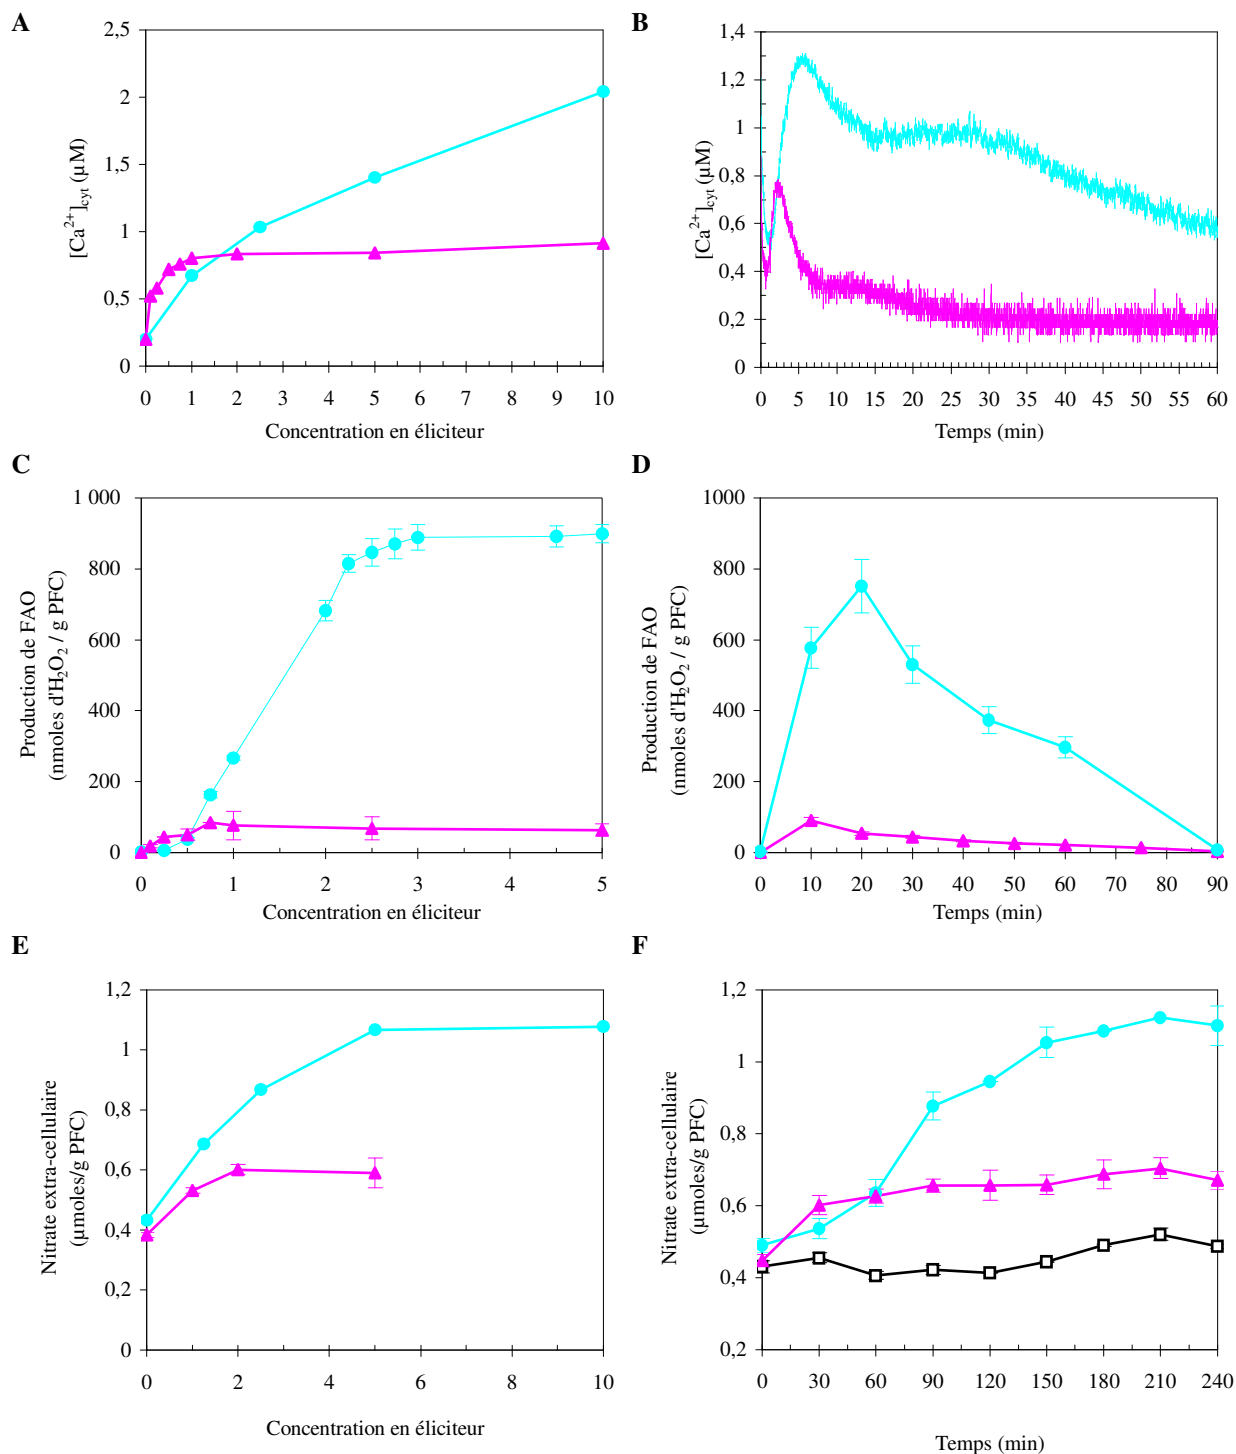 A
[Ca²⁺]cyt (µM)
2,5
2
1,5
1
0,5
0
0 1 2 3 4 5 6 7 8 9 10
Concentration en éliciteur
B
[Ca²⁺]cyt (µM)
1,4
1,2
1
0,8
0,6
0,4
0,2
0
0 5 10 15 20 25 30 35 40 45 50 55 60
Temps (min)
C
Production de FAO
(nmoles d'H₂O₂ / g PFC)
1 000
800
600
400
200
0
0 1 2 3 4 5
Concentration en éliciteur
D
Production de FAO
(nmoles d'H₂O₂ / g PFC)
1000
800
600
400
200
0
0 10 20 30 40 50 60 70 80 90
Temps (min)
E
Nitrate extra-cellulaire
(µmoles/g PFC)
1,2
1
0,8
0,6
0,4
0,2
0
0 2 4 6 8 10
Concentration en éliciteur
F
Nitrate extra-cellulaire
(µmoles/g PFC)
1,2
1
0,8
0,6
0,4
0,2
0 30 60 90 120 150 180 210 240
Temps (min)